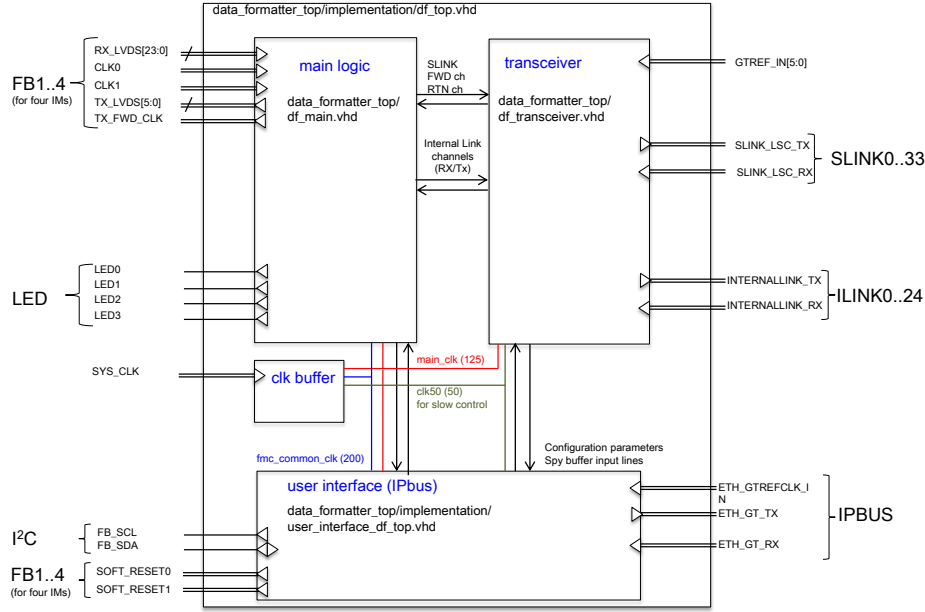 data_formatter_top/implementation/df_top.vhd
FB1..4
(for four IMs)
RX_LVDS[23:0]
CLK0
CLK1
TX_LVDS[5:0]
TX_FWD_CLK
main logic
data_formatter_top/
df_main.vhd
SLINK
FWD ch
RTN ch
Internal Link
channels
(RX/Tx)
transceiver
data_formatter_top/
df_transceiver.vhd
GTREF_IN[5:0]
SLINK_LSC_TX
SLINK_LSC_RX
SLINK0..33
INTERNALLINK_TX
INTERNALLINK_RX
ILINK0..24
LED
LED0
LED1
LED2
LED3
SYS_CLK
clk buffer
main_clk (125)
clk50 (50)
for slow control
fmc_common_clk (200)
Configuration parameters
Spy buffer input lines
user interface (IPbus)
data_formatter_top/implementation/
user_interface_df_top.vhd
ETH_GTREFCLK_I
N
ETH_GT_TX
ETH_GT_RX
IPBUS
I²C
FB_SCL
FB_SDA
FB1..4
(for four IMs)
SOFT_RESET0
SOFT_RESET1